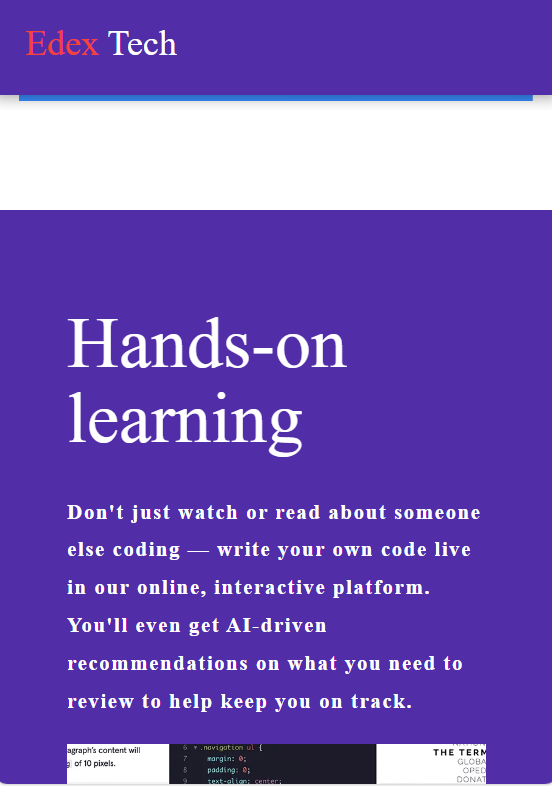 Edex Tech
Hands-on
learning
Don't just watch or read about someone
else coding — write your own code live
in our online, interactive platform.
You'll even get AI-driven
recommendations on what you need to
review to help keep you on track.
agraph's content will
of 10 pixels.
6 ▾ .navigation ul {
7 margin: 0;
8 padding: 0;
9 text-align: center;
THE TERM
GLOBA
OPED
DONAT